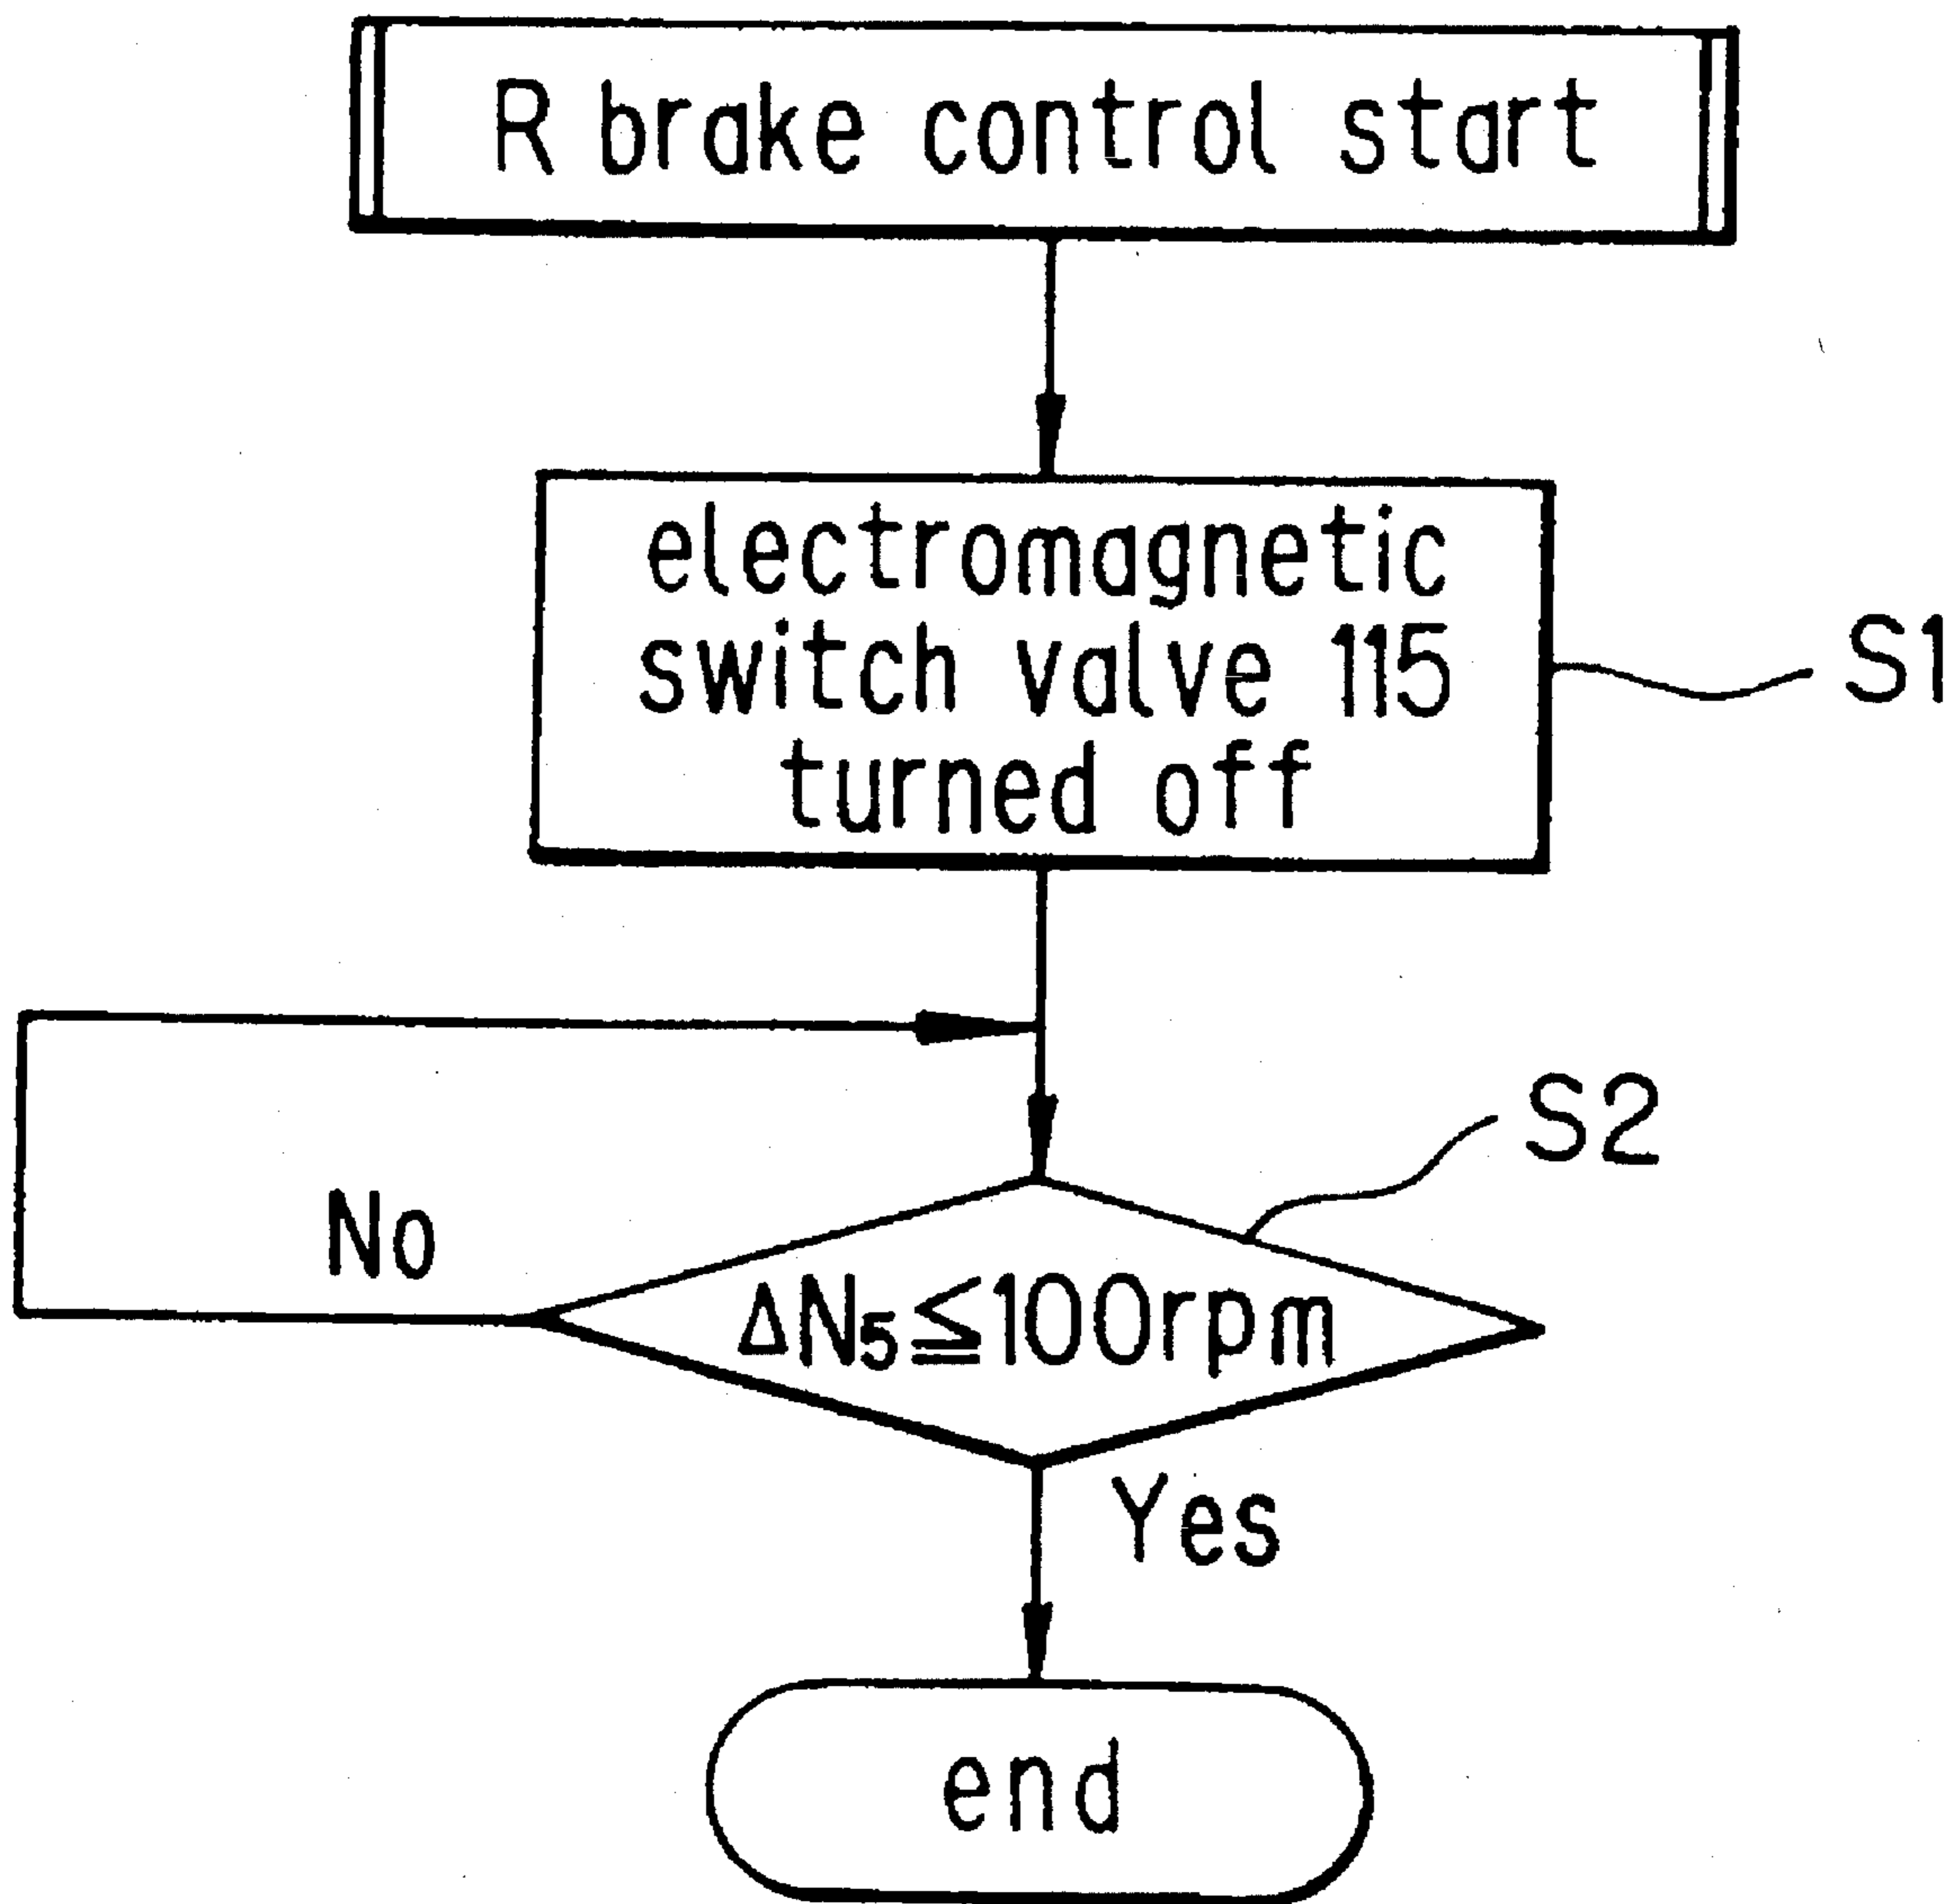 R brake control start
electromagnetic
switch valve 115
turned off
S1
S2
No
ΔN₅≦100rpm
Yes
end